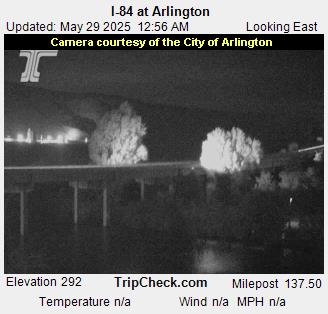 I-84 at Arlington
Updated: May 29 2025 12:56 AM Looking East
Camera courtesy of the City of Arlington
Elevation 292 TripCheck.com Milepost 137.50
Temperature n/a Wind n/a MPH n/a